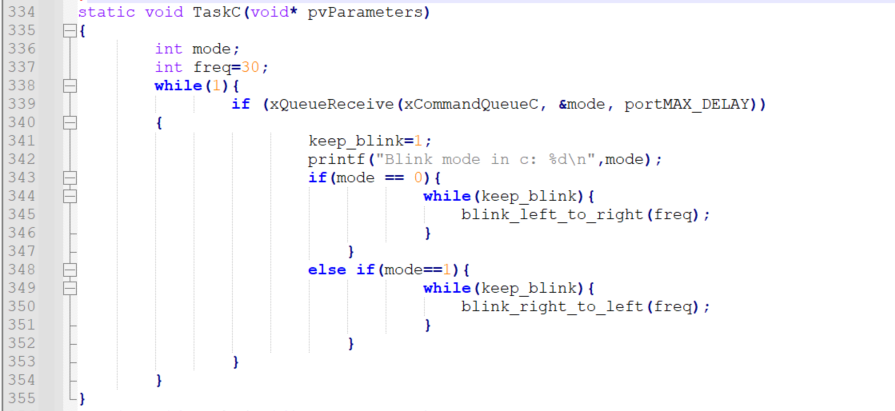 334 static void TaskC(void* pvParameters)
335 {
336 int mode;
337 int freq=30;
338 while(1){
339 if (xQueueReceive(xCommandQueueC, &mode, portMAX_DELAY))
340 {
341 keep_blink=1;
342 printf("Blink mode in c: %d\n",mode);
343 if(mode == 0){
344 while(keep_blink){
345 blink_left_to_right(freq);
346 }
347 }
348 else if(mode==1){
349 while(keep_blink){
350 blink_right_to_left(freq);
351 }
352 }
353 }
354 }
355 }